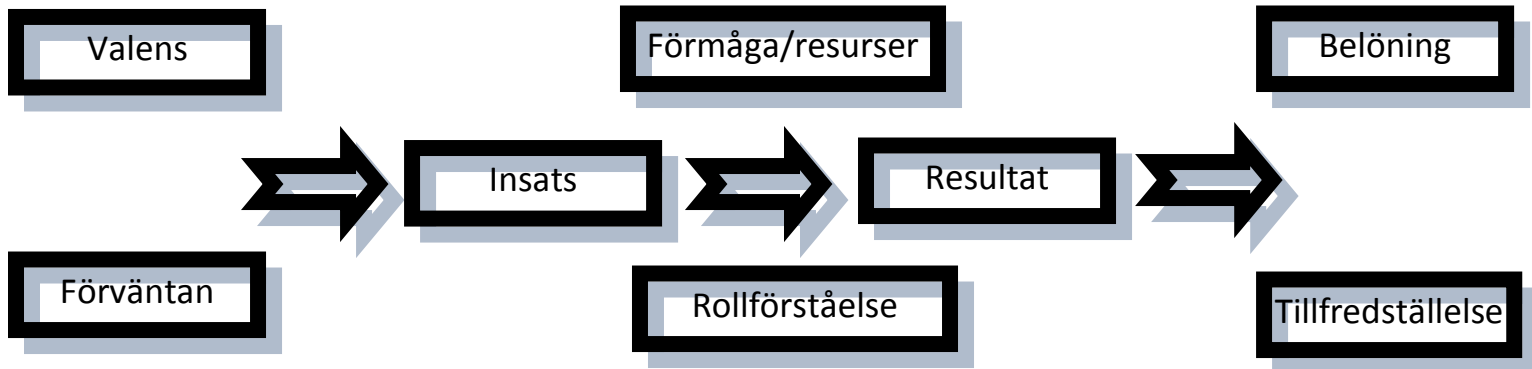 Valens
Förmåga/resurser
Belöning
Insats
Resultat
Förväntan
Rollförståelse
Tillfredställelse